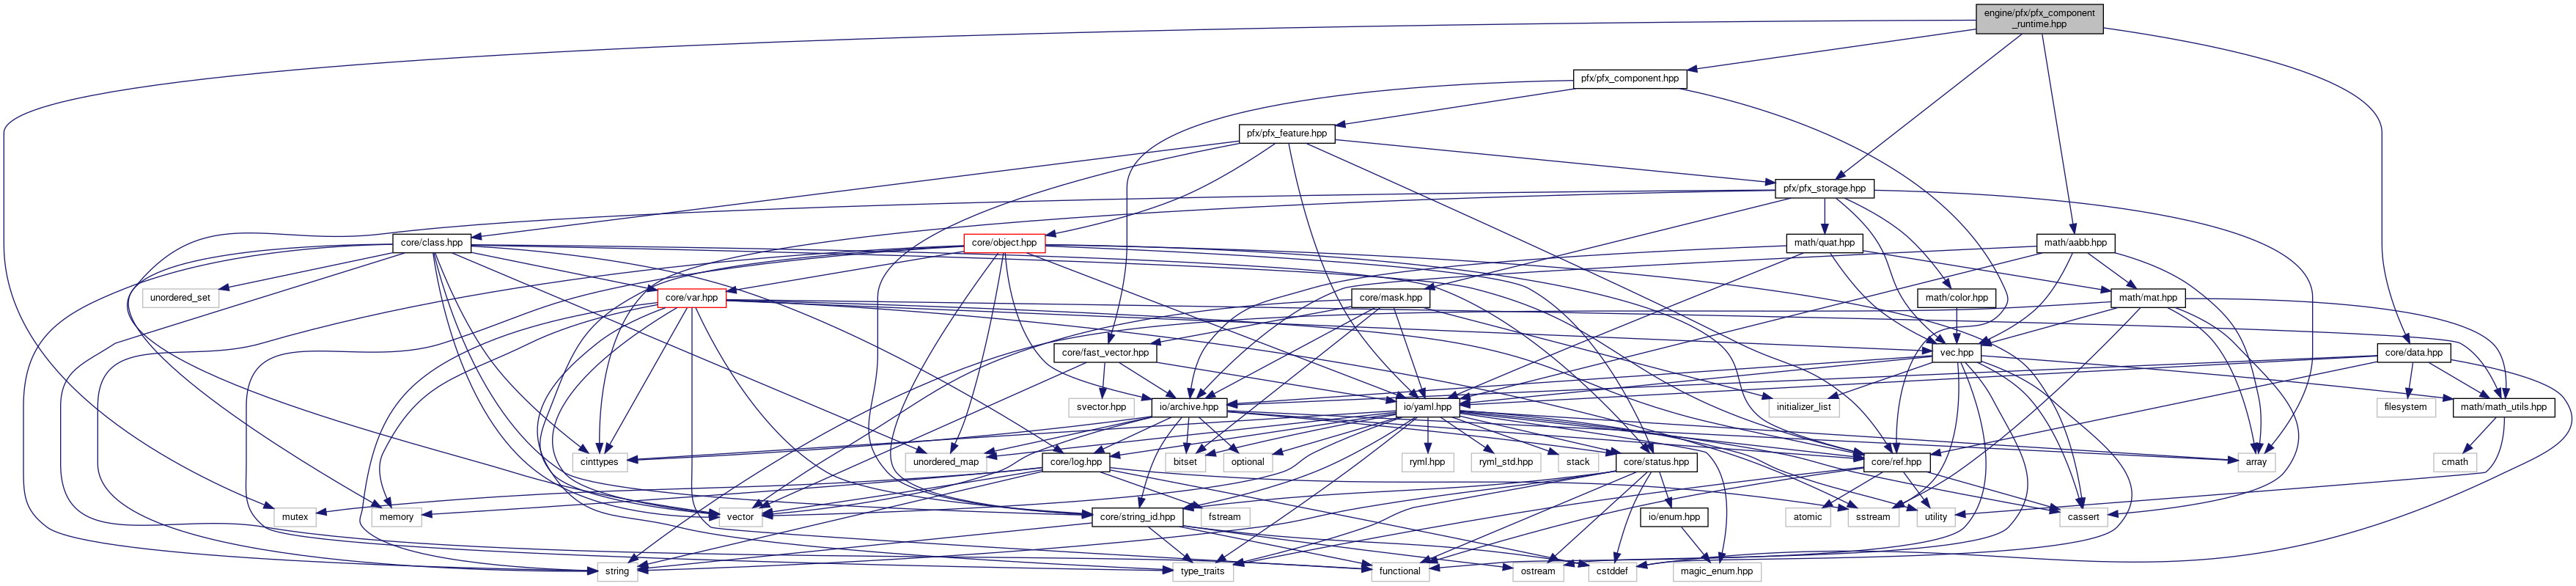 engine/pfx/pfx_component
_runtime.hpp
pfx/pfx_component.hpp
pfx/pfx_feature.hpp
pfx/pfx_storage.hpp
core/class.hpp
core/object.hpp
math/quat.hpp
math/aabb.hpp
unordered_set
core/var.hpp
core/mask.hpp
math/color.hpp
math/mat.hpp
core/fast_vector.hpp
vec.hpp
core/data.hpp
svector.hpp
io/archive.hpp
io/yaml.hpp
initializer_list
filesystem
math/math_utils.hpp
cinttypes
unordered_map
core/log.hpp
bitset
optional
ryml.hpp
ryml_std.hpp
stack
core/status.hpp
core/ref.hpp
array
cmath
mutex
memory
vector
core/string_id.hpp
fstream
io/enum.hpp
atomic
sstream
utility
cassert
string
type_traits
functional
ostream
cstddef
magic_enum.hpp